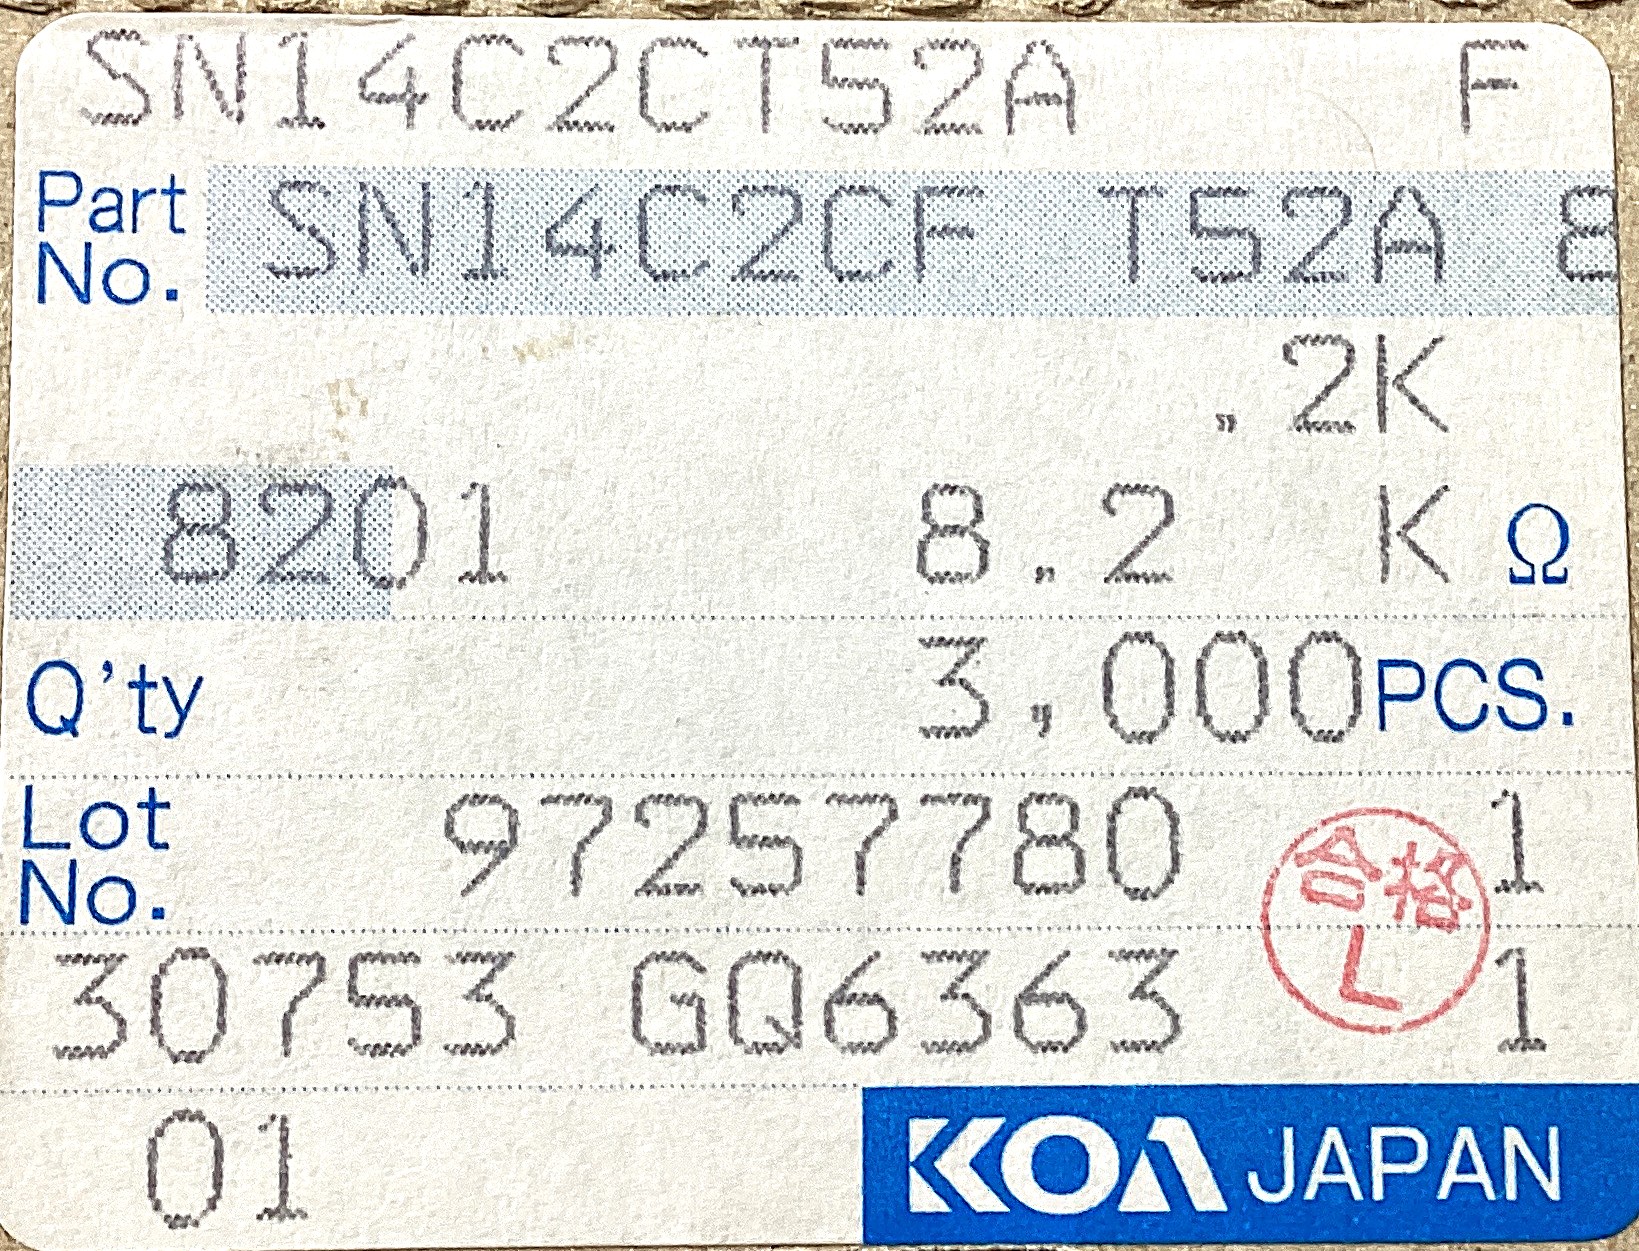 SN14C2CT52A F
Part No. SN14C2CF T52A 8
.2K
8201 8.2 K Ω
Q'ty 3,000 PCS.
Lot No. 97257780 1
合格
L
30753 GQ6363 1
01
KOA JAPAN